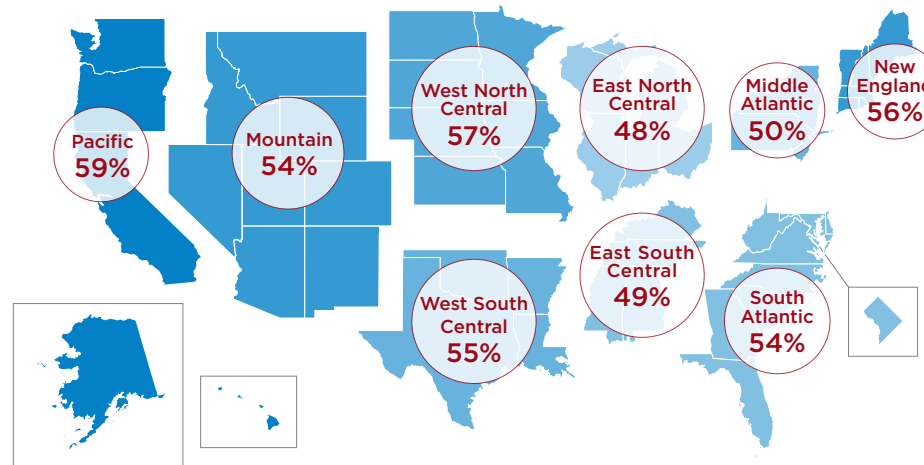 Pacific
59%
Mountain
54%
West North
Central
57%
East North
Central
48%
Middle
Atlantic
50%
New
England
56%
West South
Central
55%
East South
Central
49%
South
Atlantic
54%